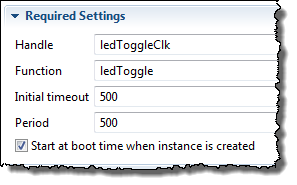 Required Settings
Handle ledToggleClk
Function ledToggle
Initial timeout 500
Period 500
Start at boot time when instance is created